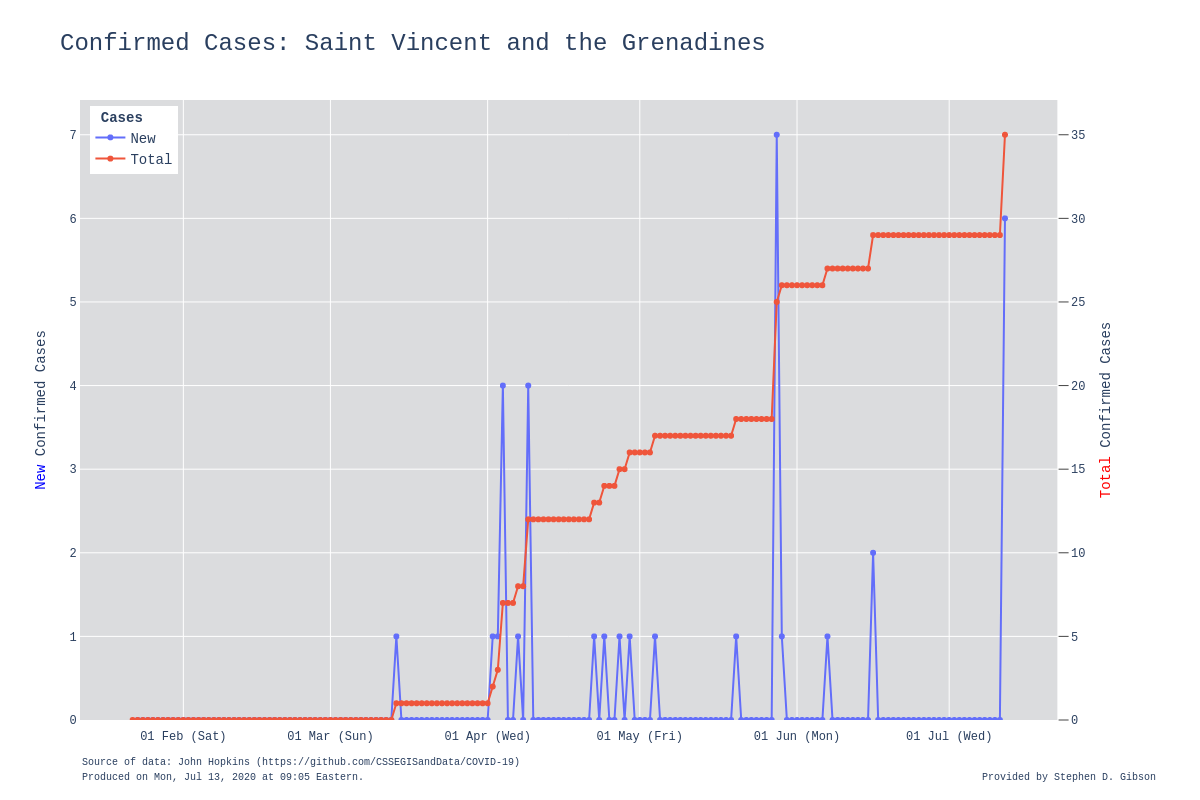 Confirmed Cases: Saint Vincent and the Grenadines
Cases
New
Total
7
6
5
4
3
2
1
0
New Confirmed Cases
35
30
25
20
15
10
5
0
Total Confirmed Cases
01 Feb (Sat) 01 Mar (Sun) 01 Apr (Wed) 01 May (Fri) 01 Jun (Mon) 01 Jul (Wed)
Source of data: John Hopkins (https://github.com/CSSEGISandData/COVID-19)
Produced on Mon, Jul 13, 2020 at 09:05 Eastern.
Provided by Stephen D. Gibson